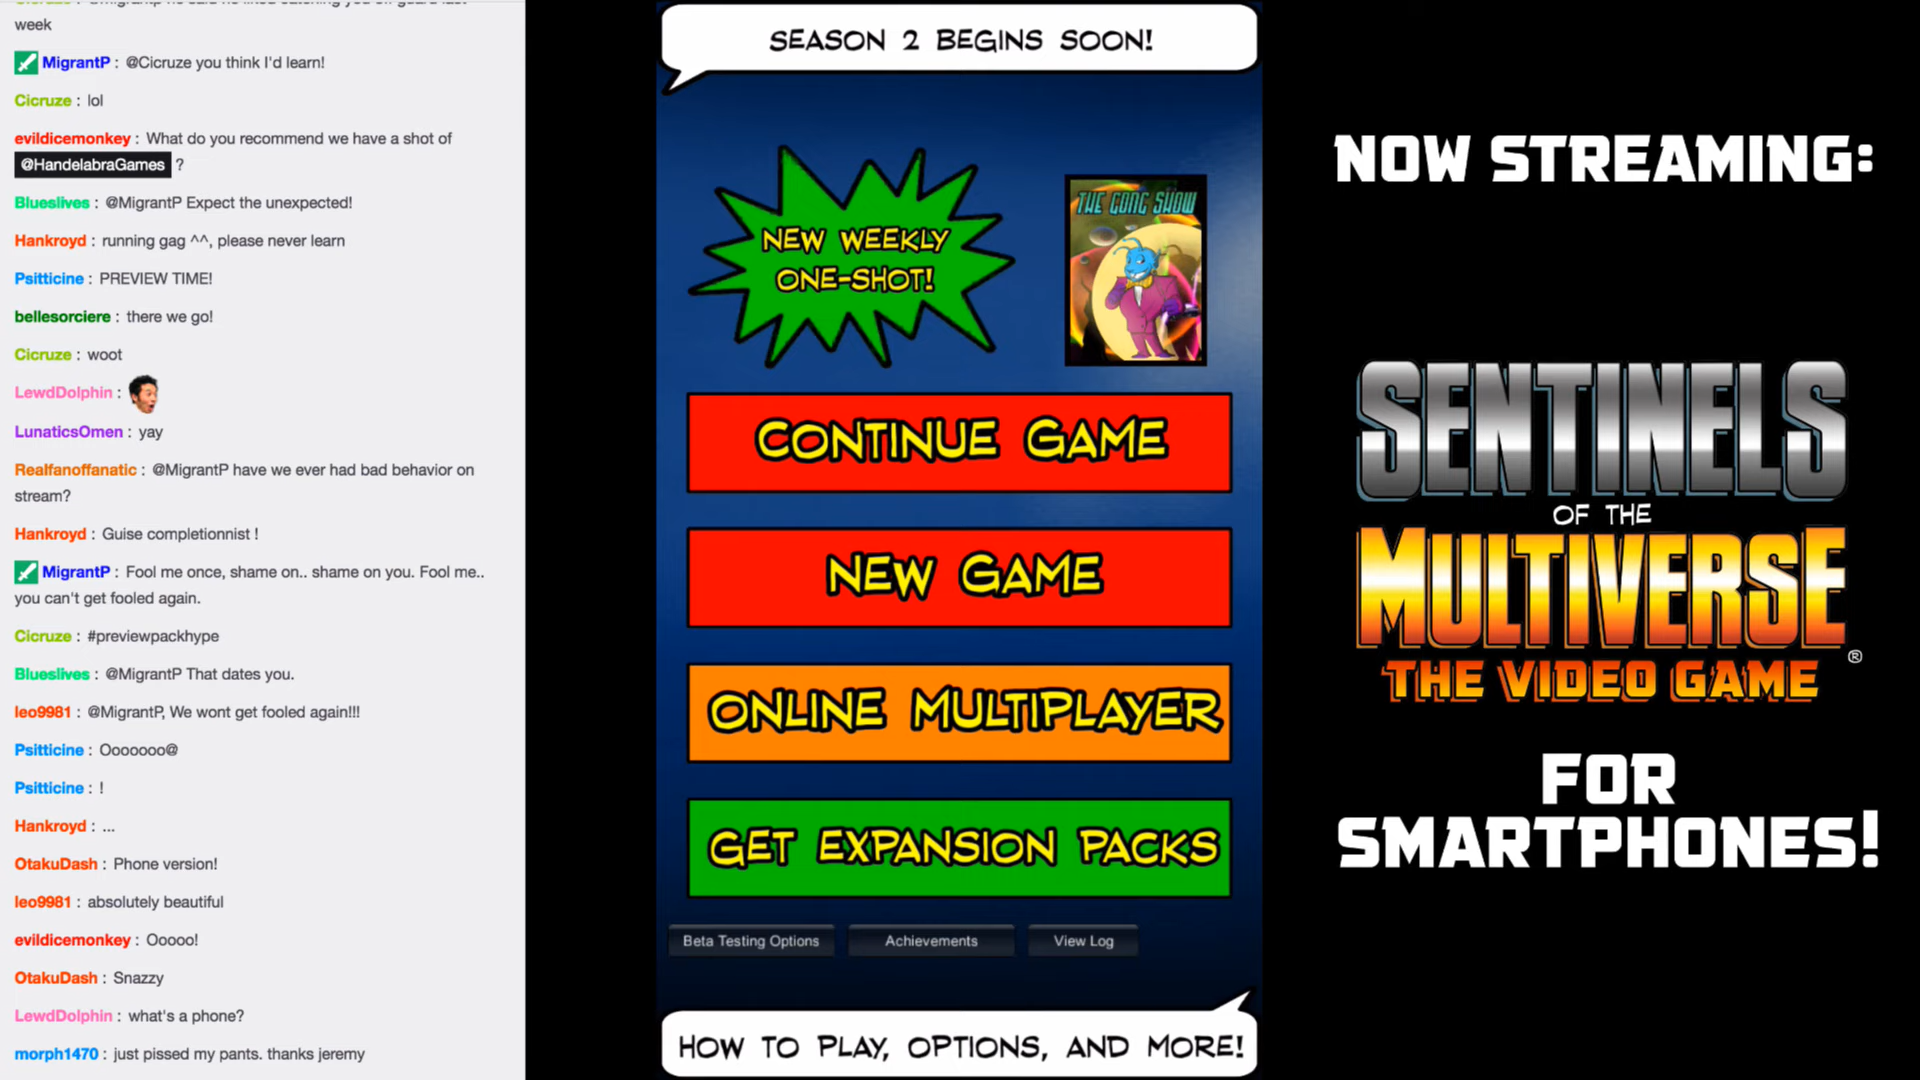 week
MigrantP : @Cicruze you think I'd learn!
Cicruze : lol
evildicemonkey : What do you recommend we have a shot of
@HandelabraGames ?
Blueslives : @MigrantP Expect the unexpected!
Hankroyd : running gag ^^, please never learn
Psitticine : PREVIEW TIME!
bellesorciere : there we go!
Cicruze : woot
LewdDolphin :
LunaticsOmen : yay
Realfanoffanatic : @MigrantP have we ever had bad behavior on
stream?
Hankroyd : Guise completionnist !
MigrantP : Fool me once, shame on.. shame on you. Fool me..
you can't get fooled again.
Cicruze : #previewpackhype
Blueslives : @MigrantP That dates you.
leo9981 : @MigrantP, We wont get fooled again!!!
Psitticine : Ooooooo@
Psitticine : !
Hankroyd : ...
OtakuDash : Phone version!
leo9981 : absolutely beautiful
evildicemonkey : Ooooo!
OtakuDash : Snazzy
LewdDolphin : what's a phone?
morph1470 : just pissed my pants. thanks jeremy
SEASON 2 BEGINS SOON!
NEW WEEKLY
ONE-SHOT!
THE GONG SHOW
CONTINUE GAME
NEW GAME
ONLINE MULTIPLAYER
GET EXPANSION PACKS
Beta Testing Options
Achievements
View Log
HOW TO PLAY, OPTIONS, AND MORE!
NOW STREAMING:
SENTINELS
OF THE
MULTIVERSE
®
THE VIDEO GAME
FOR
SMARTPHONES!